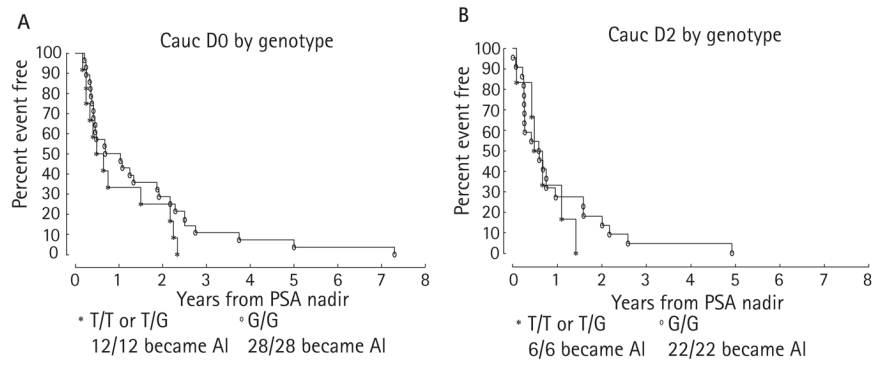 A
Cauc D0 by genotype
Percent event free
100
90
80
70
60
50
40
30
20
10
0
0 1 2 3 4 5 6 7 8
Years from PSA nadir
* T/T or T/G o G/G
12/12 became AI 28/28 became AI
B
Cauc D2 by genotype
Percent event free
100
90
80
70
60
50
40
30
20
10
0
0 1 2 3 4 5 6 7 8
Years from PSA nadir
* T/T or T/G o G/G
6/6 became AI 22/22 became AI